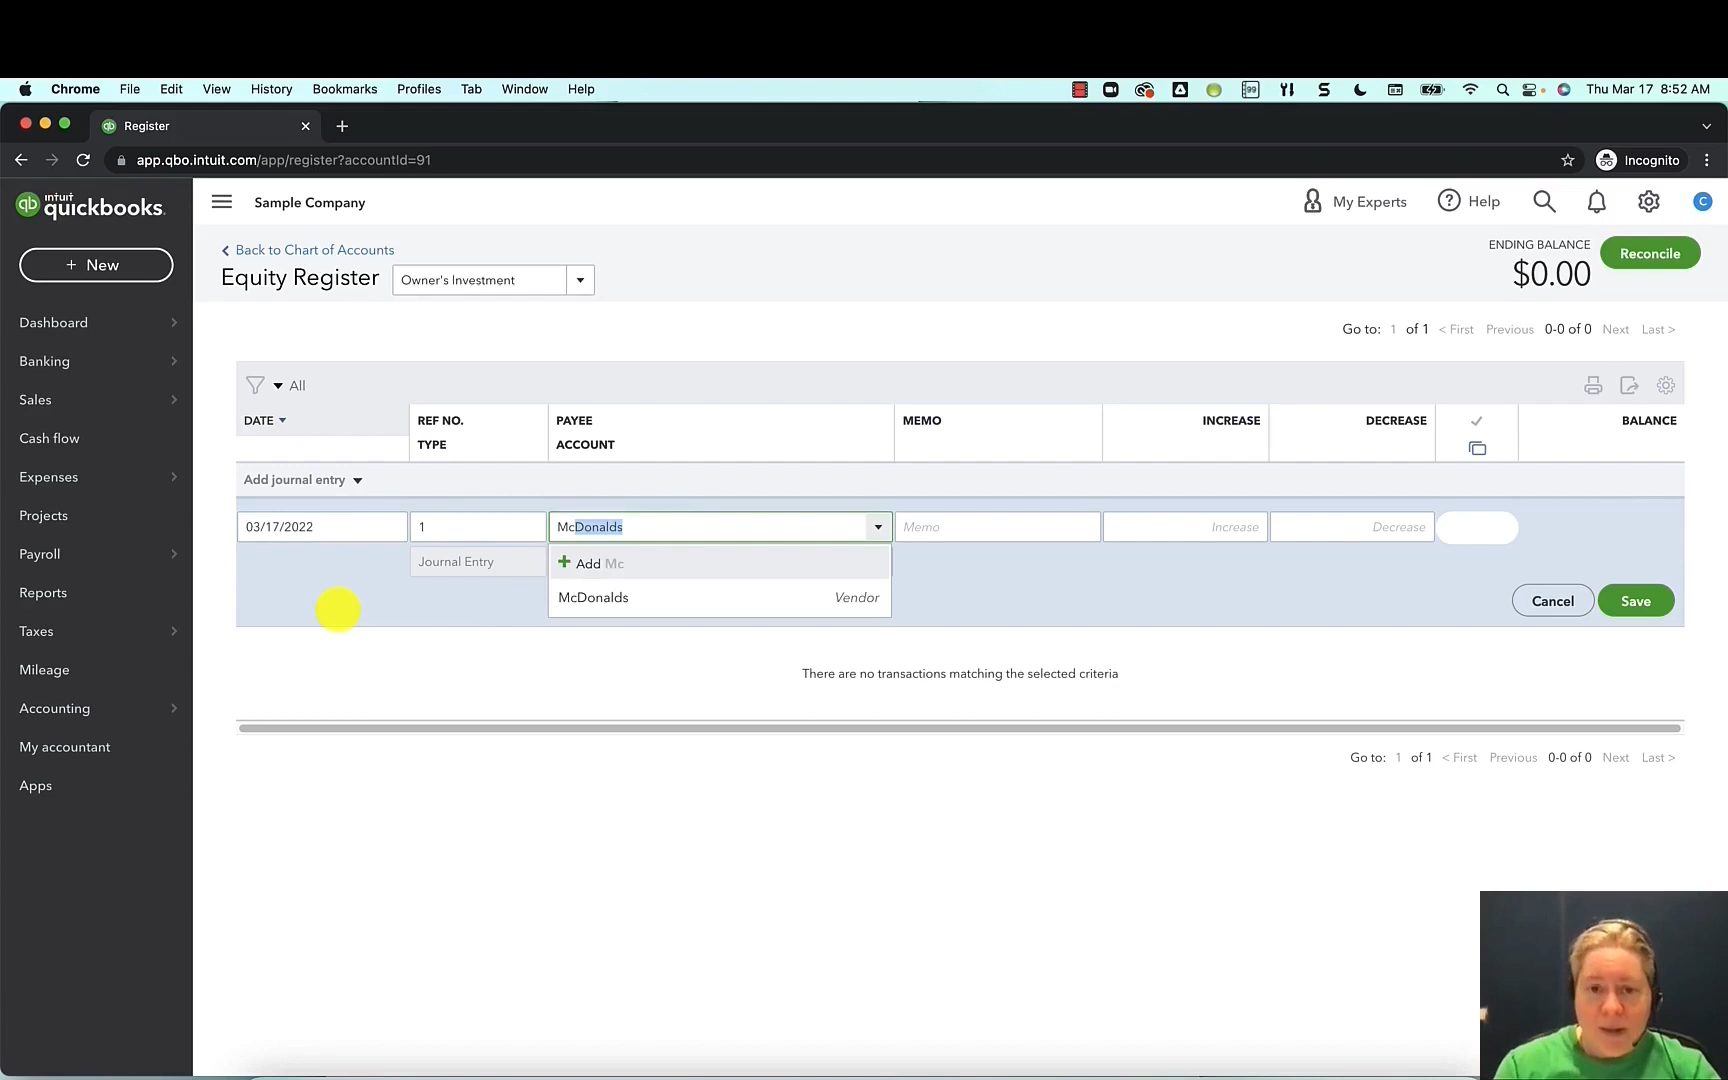 Chrome File Edit View History Bookmarks Profiles Tab Window Help 99 Thu Mar 17 8:52 AM
Register
app.qbo.intuit.com/app/register?accountId=91 Incognito
qb intuit quickbooks.
Sample Company My Experts Help C
+ New
Back to Chart of Accounts
Equity Register Owner's Investment
ENDING BALANCE
$0.00
Reconcile
Dashboard
Banking
Sales
Cash flow
Expenses
Projects
Payroll
Reports
Taxes
Mileage
Accounting
My accountant
Apps
Go to: 1 of 1 < First Previous 0-0 of 0 Next Last >
All
DATE REF NO. PAYEE MEMO INCREASE DECREASE BALANCE
TYPE ACCOUNT
Add journal entry
03/17/2022 1 McDonalds Memo Increase Decrease
Journal Entry Add Mc
McDonalds Vendor
Cancel Save
There are no transactions matching the selected criteria
Go to: 1 of 1 < First Previous 0-0 of 0 Next Last >